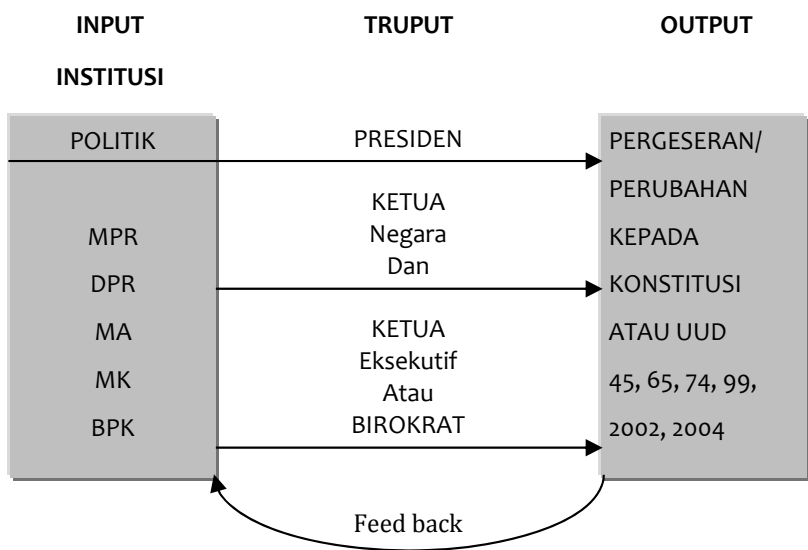 INPUT
INSTITUSI
TRUPUT
OUTPUT
POLITIK
MPR
DPR
MA
MK
BPK
PRESIDEN
KETUA
Negara
Dan
KETUA
Eksekutif
Atau
BIROKRAT
PERGESERAN/
PERUBAHAN
KEPADA
KONSTITUSI
ATAU UUD
45, 65, 74, 99,
2002, 2004
Feed back